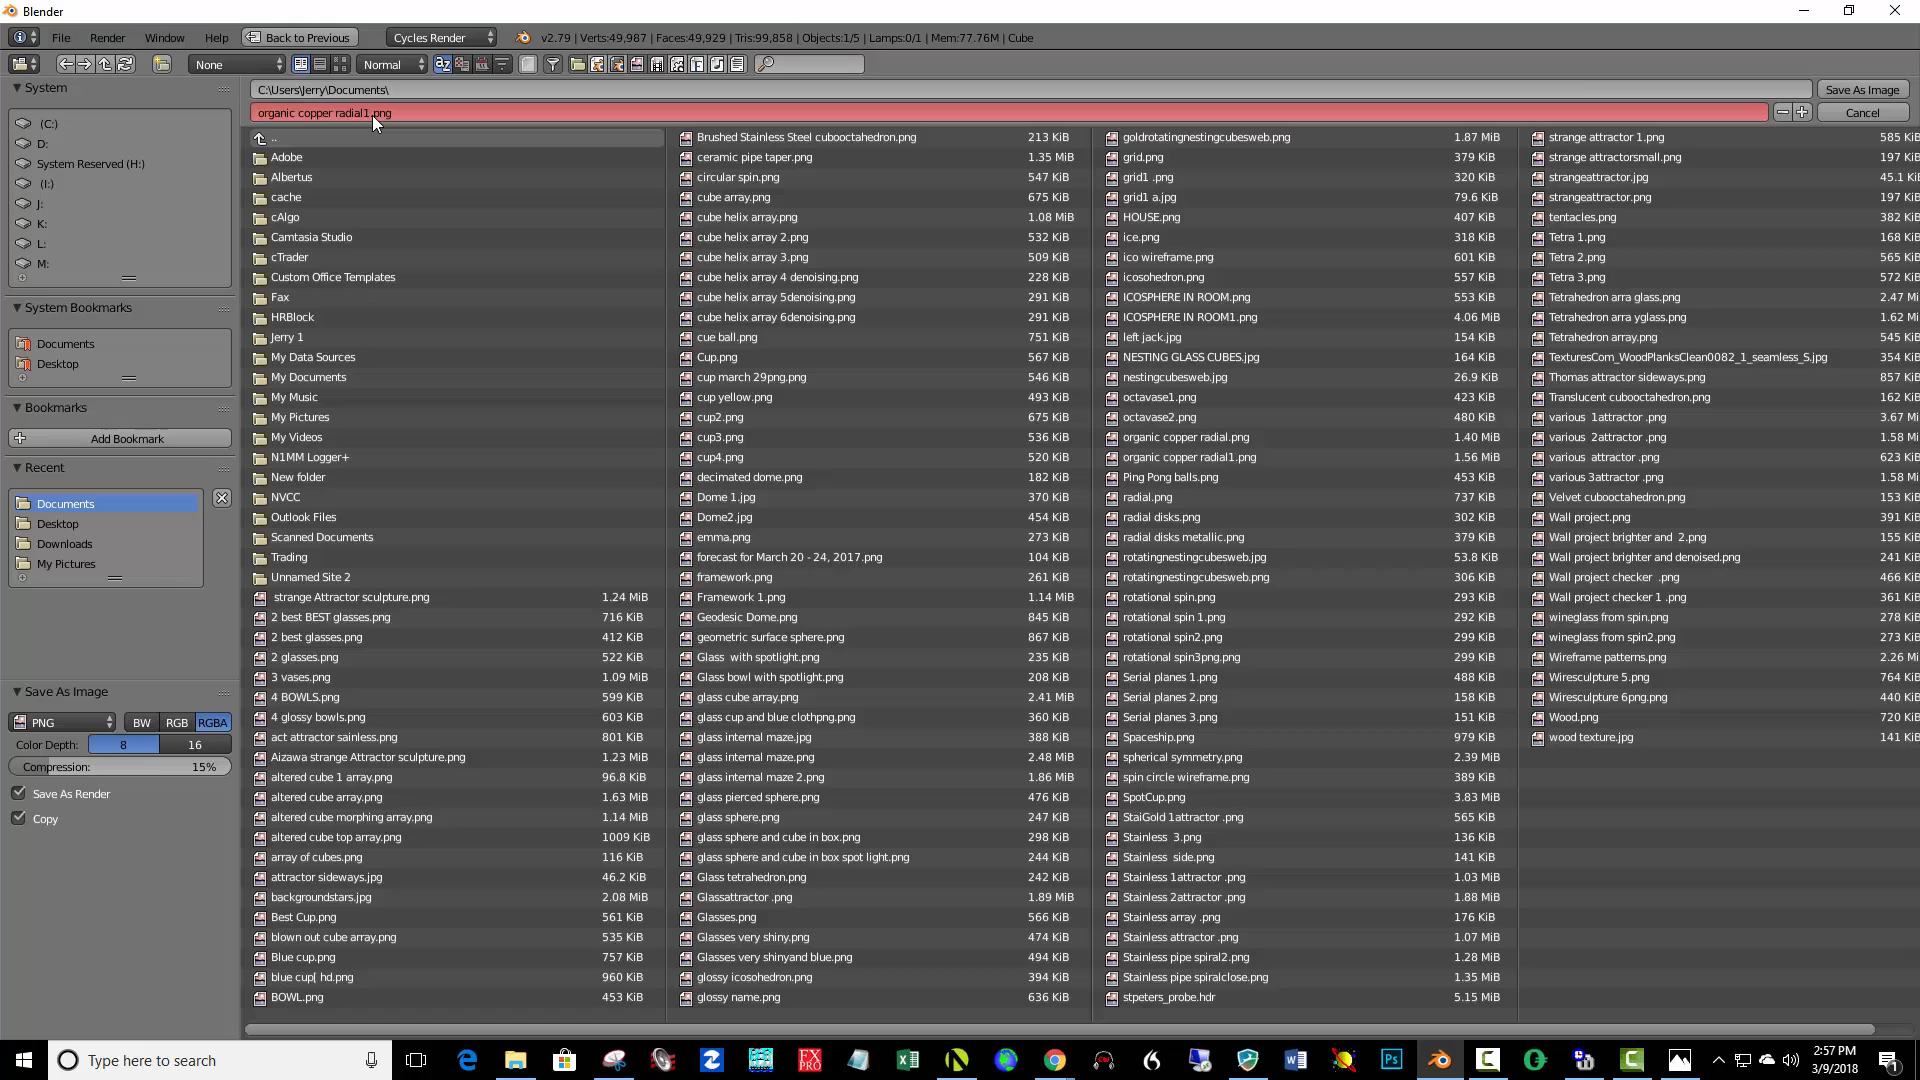 Blender
File Render Window Help Back to Previous Cycles Render v2.79 | Verts:49,987 | Faces:49,929 | Tris:99,858 | Objects:1/5 | Lamps:0/1 | Mem:77.76M | Cube
None Normal
System
(C:)
D:
System Reserved (H:)
(I:)
J:
K:
L:
M:
System Bookmarks
Documents
Desktop
Bookmarks
Add Bookmark
Recent
Documents
Desktop
Downloads
My Pictures
Save As Image
PNG BW RGB RGBA
Color Depth: 8 16
Compression: 15%
Save As Render
Copy
C:\Users\Jerry\Documents\ Save As Image
organic copper radial1.png Cancel
..
Adobe
Albertus
cache
cAlgo
Camtasia Studio
cTrader
Custom Office Templates
Fax
HRBlock
Jerry 1
My Data Sources
My Documents
My Music
My Pictures
My Videos
N1MM Logger+
New folder
NVCC
Outlook Files
Scanned Documents
Trading
Unnamed Site 2
strange Attractor sculpture.png 1.24 MiB
2 best BEST glasses.png 716 KiB
2 best glasses.png 412 KiB
2 glasses.png 522 KiB
3 vases.png 1.09 MiB
4 BOWLS.png 599 KiB
4 glossy bowls.png 603 KiB
act attractor sainless.png 801 KiB
Aizawa strange Attractor sculpture.png 1.23 MiB
altered cube 1 array.png 96.8 KiB
altered cube array.png 1.63 MiB
altered cube morphing array.png 1.14 MiB
altered cube top array.png 1009 KiB
array of cubes.png 116 KiB
attractor sideways.jpg 46.2 KiB
backgroundstars.jpg 2.08 MiB
Best Cup.png 561 KiB
blown out cube array.png 535 KiB
Blue cup.png 757 KiB
blue cup[ hd.png 960 KiB
BOWL.png 453 KiB
Brushed Stainless Steel cubooctahedron.png 213 KiB
ceramic pipe taper.png 1.35 MiB
circular spin.png 547 KiB
cube array.png 675 KiB
cube helix array.png 1.08 MiB
cube helix array 2.png 532 KiB
cube helix array 3.png 509 KiB
cube helix array 4 denoising.png 228 KiB
cube helix array 5denoising.png 291 KiB
cube helix array 6denoising.png 291 KiB
cue ball.png 751 KiB
Cup.png 567 KiB
cup march 29png.png 546 KiB
cup yellow.png 493 KiB
cup2.png 675 KiB
cup3.png 536 KiB
cup4.png 520 KiB
decimated dome.png 182 KiB
Dome 1.jpg 370 KiB
Dome2.jpg 454 KiB
emma.png 273 KiB
forecast for March 20 - 24, 2017.png 104 KiB
framework.png 261 KiB
Framework 1.png 1.14 MiB
Geodesic Dome.png 845 KiB
geometric surface sphere.png 867 KiB
Glass  with spotlight.png 235 KiB
Glass bowl with spotlight.png 208 KiB
glass cube array.png 2.41 MiB
glass cup and blue clothpng.png 360 KiB
glass internal maze.jpg 388 KiB
glass internal maze.png 2.48 MiB
glass internal maze 2.png 1.86 MiB
glass pierced sphere.png 476 KiB
glass sphere.png 247 KiB
glass sphere and cube in box.png 298 KiB
glass sphere and cube in box spot light.png 244 KiB
Glass tetrahedron.png 242 KiB
Glassattractor .png 1.89 MiB
Glasses.png 566 KiB
Glasses very shiny.png 474 KiB
Glasses very shinyand blue.png 494 KiB
glossy icosohedron.png 394 KiB
glossy name.png 636 KiB
goldrotatingnestingcubesweb.png 1.87 MiB
grid.png 379 KiB
grid1 .png 320 KiB
grid1 a.jpg 79.6 KiB
HOUSE.png 407 KiB
ice.png 318 KiB
ico wireframe.png 601 KiB
icosohedron.png 557 KiB
ICOSPHERE IN ROOM.png 553 KiB
ICOSPHERE IN ROOM1.png 4.06 MiB
left jack.jpg 154 KiB
NESTING GLASS CUBES.jpg 164 KiB
nestingcubesweb.jpg 26.9 KiB
octavase1.png 423 KiB
octavase2.png 480 KiB
organic copper radial.png 1.40 MiB
organic copper radial1.png 1.56 MiB
Ping Pong balls.png 453 KiB
radial.png 737 KiB
radial disks.png 302 KiB
radial disks metallic.png 379 KiB
rotatingnestingcubesweb.jpg 53.8 KiB
rotatingnestingcubesweb.png 306 KiB
rotational spin.png 293 KiB
rotational spin 1.png 292 KiB
rotational spin2.png 299 KiB
rotational spin3png.png 299 KiB
Serial planes 1.png 488 KiB
Serial planes 2.png 158 KiB
Serial planes 3.png 151 KiB
Spaceship.png 979 KiB
spherical symmetry.png 2.39 MiB
spin circle wireframe.png 389 KiB
SpotCup.png 3.83 MiB
StaiGold 1attractor .png 565 KiB
Stainless  3.png 136 KiB
Stainless  side.png 141 KiB
Stainless 1attractor .png 1.03 MiB
Stainless 2attractor .png 1.88 MiB
Stainless array .png 176 KiB
Stainless attractor .png 1.07 MiB
Stainless pipe spiral2.png 1.28 MiB
Stainless pipe spiralclose.png 1.35 MiB
stpeters_probe.hdr 5.15 MiB
strange attractor 1.png 585 KiB
strange attractorsmall.png 197 KiB
strangeattractor.jpg 45.1 Ki
strangeattractor.png 197 KiB
tentacles.png 382 KiB
Tetra 1.png 168 KiB
Tetra 2.png 565 KiB
Tetra 3.png 572 KiB
Tetrahedron arra glass.png 2.47 Mi
Tetrahedron arra yglass.png 1.62 Mi
Tetrahedron array.png 545 KiB
TexturesCom_WoodPlanksClean0082_1_seamless_S.jpg 354 KiB
Thomas attractor sideways.png 857 KiB
Translucent cubooctahedron.png 162 KiB
various  1attractor .png 3.67 Mi
various  2attractor .png 1.58 Mi
various  attractor .png 623 KiB
various 3attractor .png 1.58 Mi
Velvet cubooctahedron.png 153 KiB
Wall project.png 391 KiB
Wall project brighter and  2.png 155 KiB
Wall project brighter and denoised.png 241 KiB
Wall project checker  .png 466 KiB
Wall project checker 1 .png 361 KiB
wineglass from spin.png 278 KiB
wineglass from spin2.png 273 KiB
Wireframe patterns.png 2.26 Mi
Wiresculpture 5.png 764 KiB
Wiresculpture 6png.png 440 KiB
Wood.png 720 KiB
wood texture.jpg 141 KiB
Type here to search
FX PRO
Ps
2:57 PM
3/9/2018
1